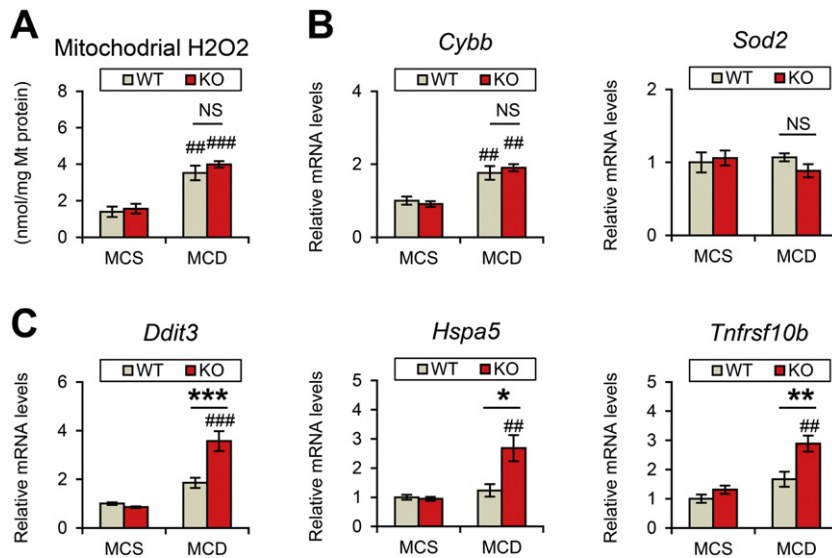 A
Mitochodrial H2O2
WT KO
(nmol/mg Mt protein)
8
6
4
2
0
NS
## ###
MCS MCD
B
Cybb
WT KO
Relative mRNA levels
4
2
0
NS
## ##
MCS MCD
Sod2
WT KO
Relative mRNA levels
2
1
0
NS
MCS MCD
C
Ddit3
WT KO
Relative mRNA levels
6
4
2
0
***
###
MCS MCD
Hspa5
WT KO
Relative mRNA levels
5
4
3
2
1
0
*
##
MCS MCD
Tnfrsf10b
WT KO
Relative mRNA levels
5
4
3
2
1
0
**
##
MCS MCD